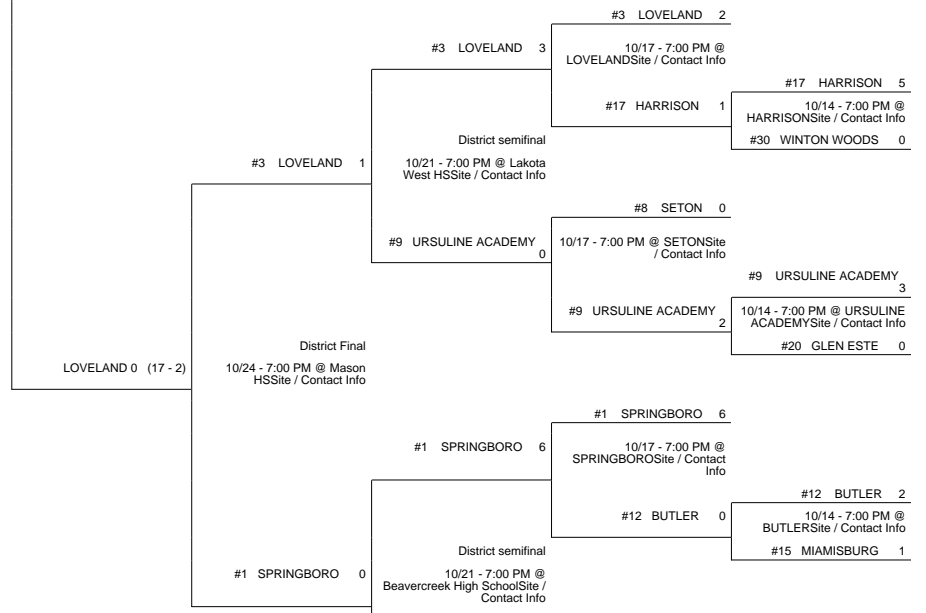 #3 LOVELAND 2
#3 LOVELAND 3
10/17 - 7:00 PM @
LOVELANDSite / Contact Info
#17 HARRISON 5
#17 HARRISON 1
10/14 - 7:00 PM @
HARRISONSite / Contact Info
#30 WINTON WOODS 0
District semifinal
#3 LOVELAND 1
10/21 - 7:00 PM @ Lakota
West HSSite / Contact Info
#8 SETON 0
#9 URSULINE ACADEMY
0
10/17 - 7:00 PM @ SETONSite
/ Contact Info
#9 URSULINE ACADEMY
3
#9 URSULINE ACADEMY
2
10/14 - 7:00 PM @ URSULINE
ACADEMYSite / Contact Info
#20 GLEN ESTE 0
District Final
LOVELAND 0 (17 - 2)
10/24 - 7:00 PM @ Mason
HSSite / Contact Info
#1 SPRINGBORO 6
#1 SPRINGBORO 6
10/17 - 7:00 PM @
SPRINGBOROSite / Contact
Info
#12 BUTLER 2
#12 BUTLER 0
10/14 - 7:00 PM @
BUTLERSite / Contact Info
#15 MIAMISBURG 1
District semifinal
#1 SPRINGBORO 0
10/21 - 7:00 PM @
Beavercreek High SchoolSite /
Contact Info